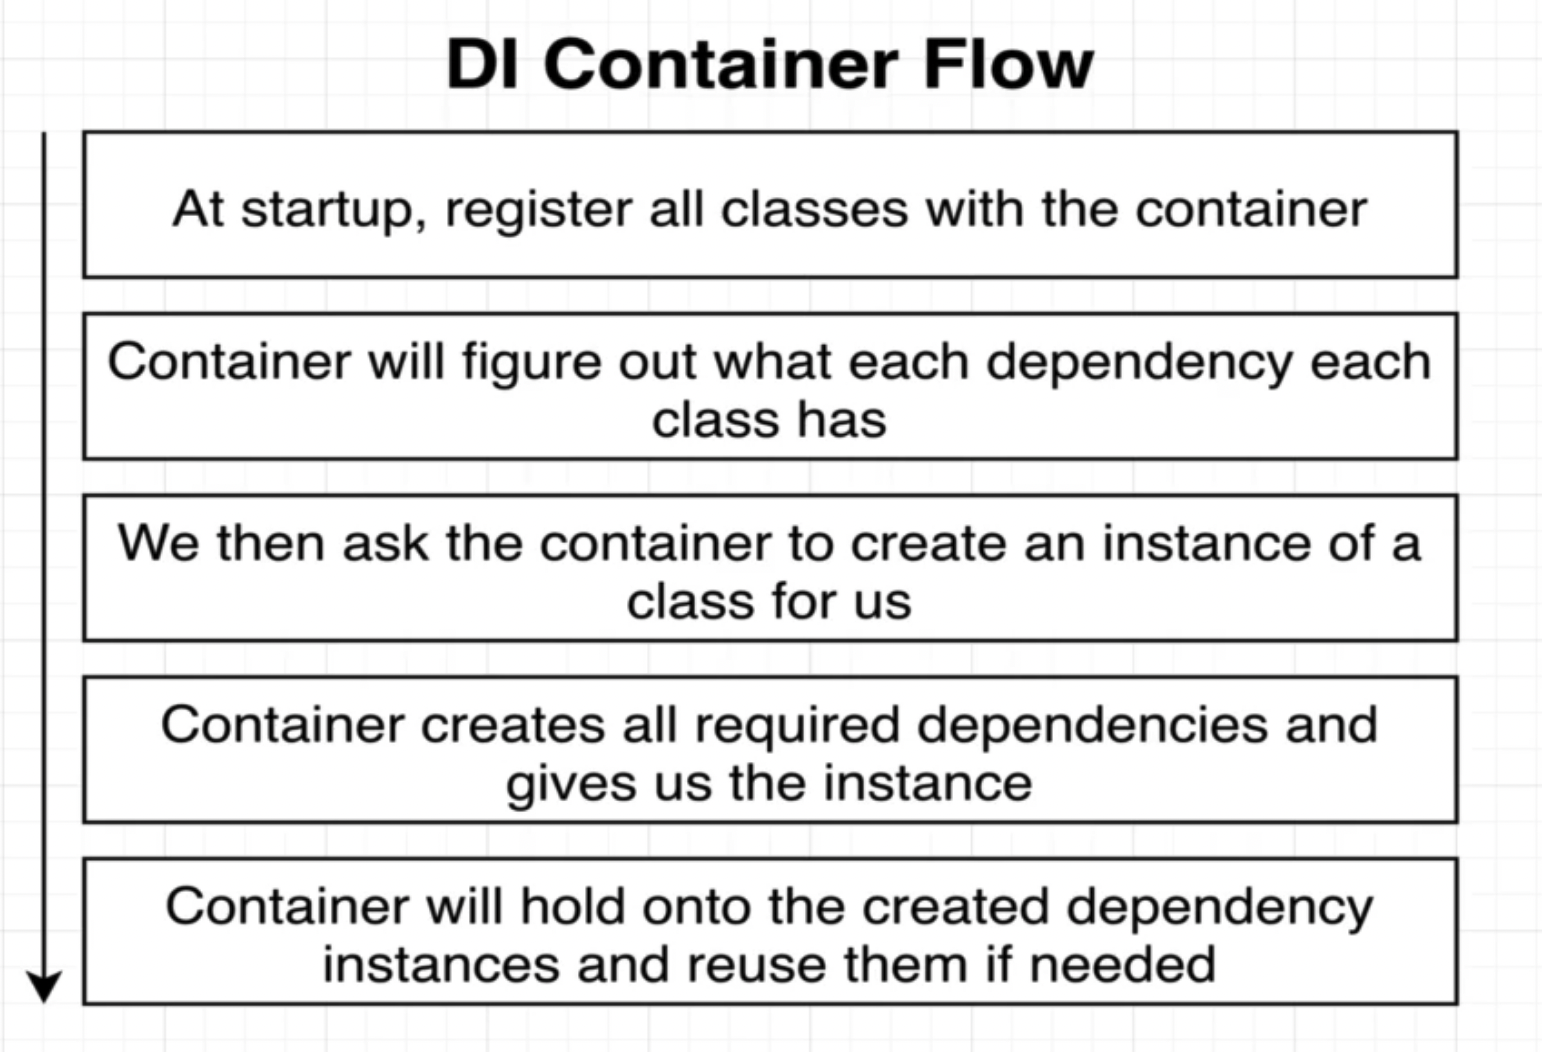 DI Container Flow
At startup, register all classes with the container
Container will figure out what each dependency each
class has
We then ask the container to create an instance of a
class for us
Container creates all required dependencies and
gives us the instance
Container will hold onto the created dependency
instances and reuse them if needed